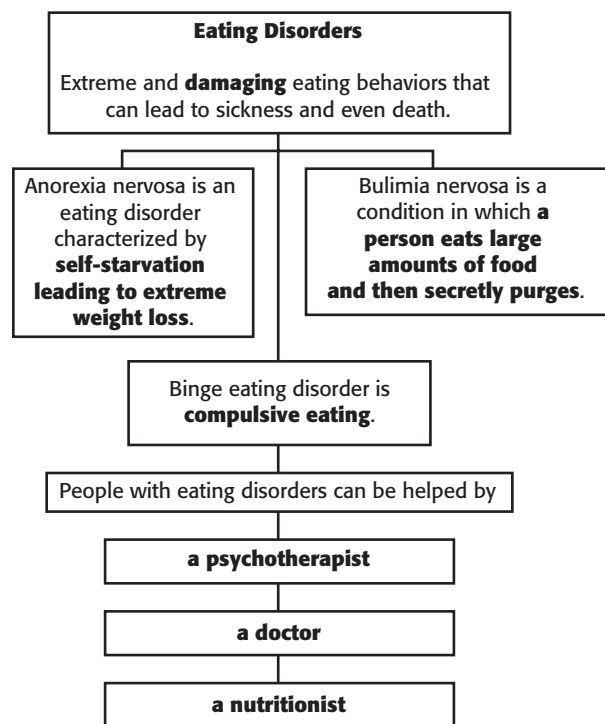 Eating Disorders
Extreme and damaging eating behaviors that
can lead to sickness and even death.
Anorexia nervosa is an
eating disorder
characterized by
self-starvation
leading to extreme
weight loss.
Bulimia nervosa is a
condition in which a
person eats large
amounts of food
and then secretly purges.
Binge eating disorder is
compulsive eating.
People with eating disorders can be helped by
a psychotherapist
a doctor
a nutritionist